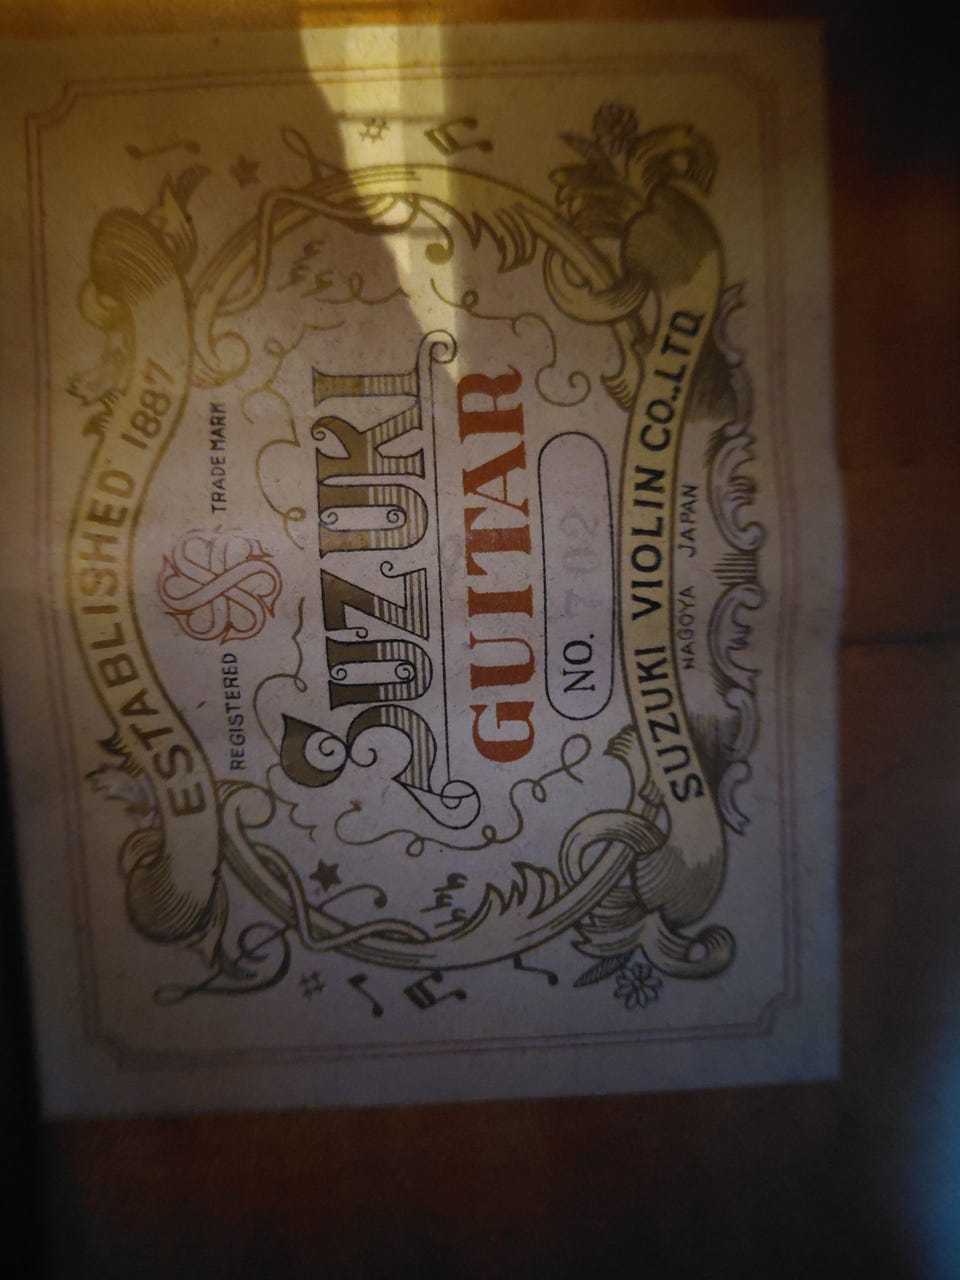 ESTABLISHED 1887
REGISTERED TRADE MARK
SUZUKI
GUITAR
NO.
SUZUKI VIOLIN CO.,LTD
NAGOYA JAPAN